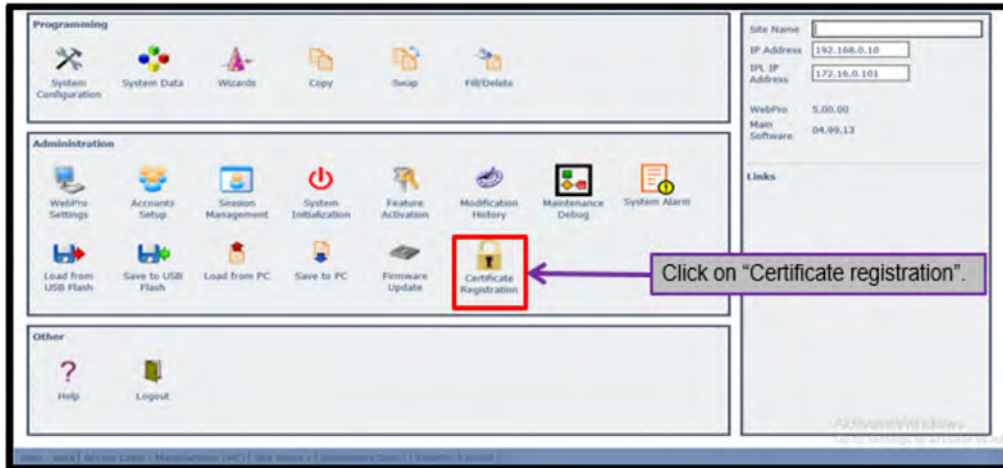 Programming
System
Configuration
System Data
Wizards
Copy
Swap
Fill/Delete
Administration
WebPro
Settings
Accounts
Setup
Session
Management
System
Initialization
Feature
Activation
Modification
History
Maintenance
Debug
System Alarm
Load from
USB Flash
Save to USB
Flash
Load from PC
Save to PC
Firmware
Update
Certificate
Registration
Click on “Certificate registration”.
Other
?
Help
Logout
Site Name
IP Address 192.168.0.10
IPL IP
Address
172.16.0.101
WebPro 5.00.00
Main
Software
04.99.13
Links
Activate Windows